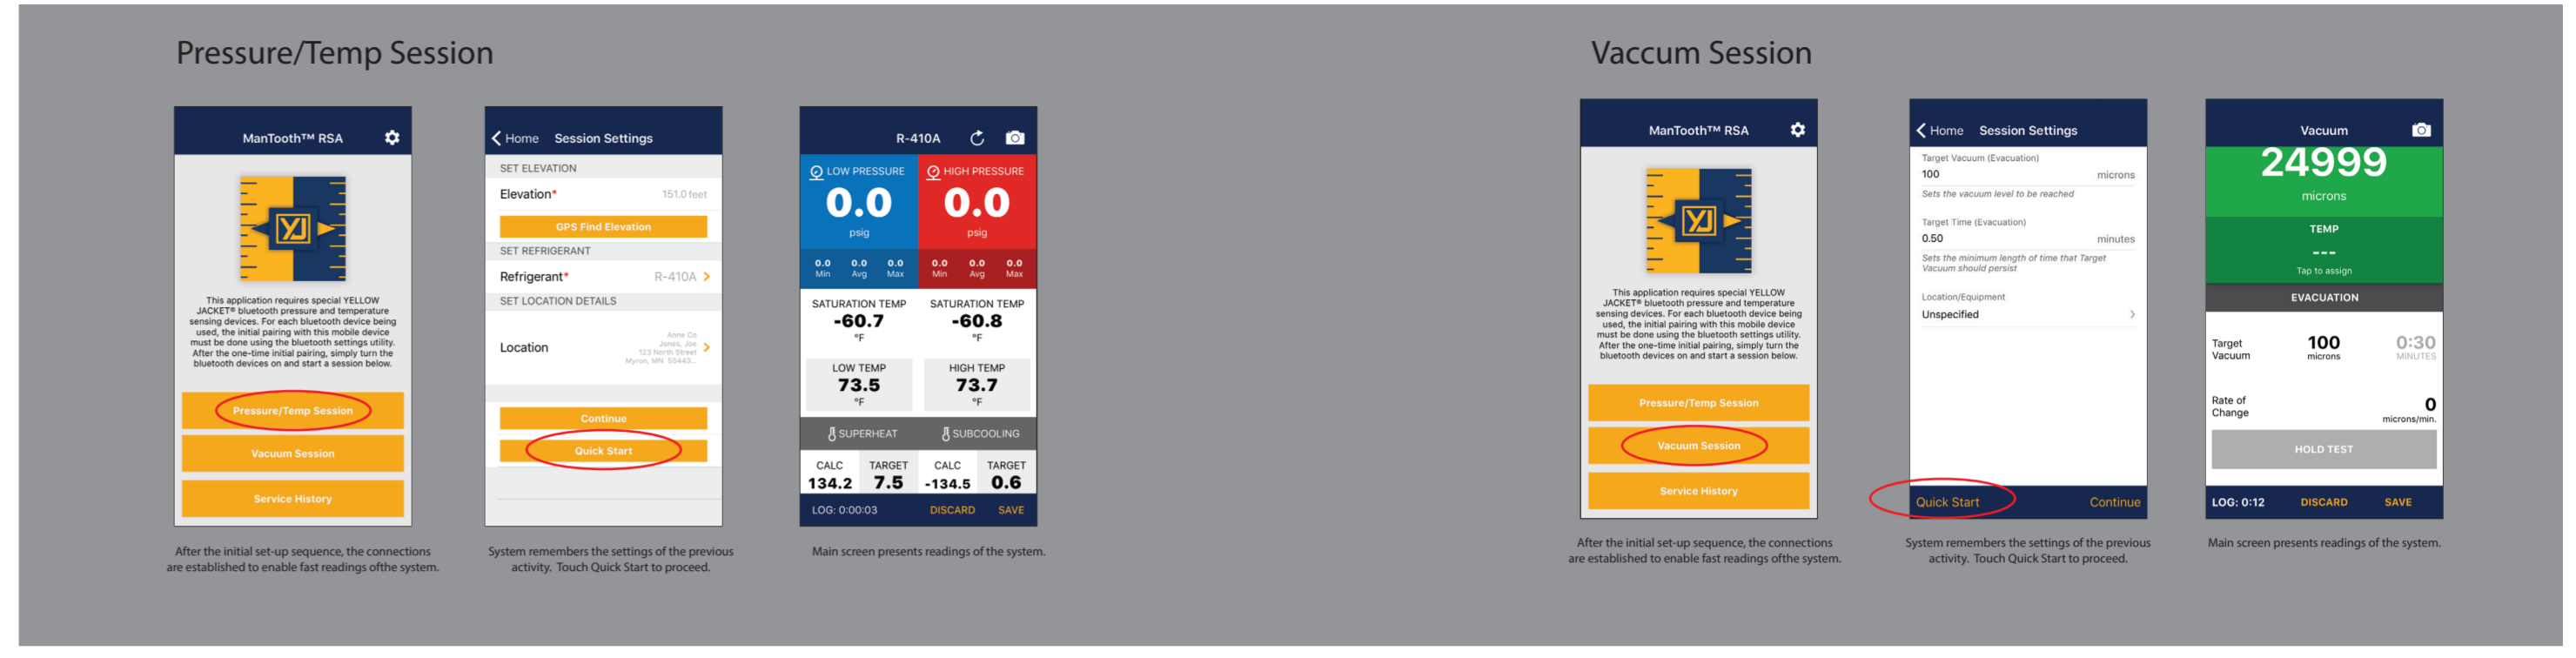 Pressure/Temp Session
ManTooth™ RSA
YJ
This application requires special YELLOW
JACKET® bluetooth pressure and temperature
sensing devices. For each bluetooth device being
used, the initial pairing with this mobile device
must be done using the bluetooth settings utility.
After the one-time initial pairing, simply turn the
bluetooth devices on and start a session below.
Pressure/Temp Session
Vacuum Session
Service History
After the initial set-up sequence, the connections
are established to enable fast readings ofthe system.
Home Session Settings
SET ELEVATION
Elevation* 151.0 feet
GPS Find Elevation
SET REFRIGERANT
Refrigerant* R-410A
SET LOCATION DETAILS
Location
Anne Co
Jones, Joe
123 North Street
Myron, MN 55443...
Continue
Quick Start
System remembers the settings of the previous
activity. Touch Quick Start to proceed.
R-410A
LOW PRESSURE HIGH PRESSURE
0.0 0.0
psig psig
0.0 0.0 0.0 0.0 0.0 0.0
Min Avg Max Min Avg Max
SATURATION TEMP SATURATION TEMP
-60.7 -60.8
°F °F
LOW TEMP HIGH TEMP
73.5 73.7
°F °F
SUPERHEAT SUBCOOLING
CALC TARGET CALC TARGET
134.2 7.5 -134.5 0.6
LOG: 0:00:03 DISCARD SAVE
Main screen presents readings of the system.
Vaccum Session
ManTooth™ RSA
YJ
This application requires special YELLOW
JACKET® bluetooth pressure and temperature
sensing devices. For each bluetooth device being
used, the initial pairing with this mobile device
must be done using the bluetooth settings utility.
After the one-time initial pairing, simply turn the
bluetooth devices on and start a session below.
Pressure/Temp Session
Vacuum Session
Service History
After the initial set-up sequence, the connections
are established to enable fast readings ofthe system.
Home Session Settings
Target Vacuum (Evacuation)
100 microns
Sets the vacuum level to be reached
Target Time (Evacuation)
0.50 minutes
Sets the minimum length of time that Target
Vacuum should persist
Location/Equipment
Unspecified
Quick Start Continue
System remembers the settings of the previous
activity. Touch Quick Start to proceed.
Vacuum
24999
microns
TEMP
---
Tap to assign
EVACUATION
Target 100 0:30
Vacuum microns MINUTES
Rate of
Change 0
microns/min.
HOLD TEST
LOG: 0:12 DISCARD SAVE
Main screen presents readings of the system.